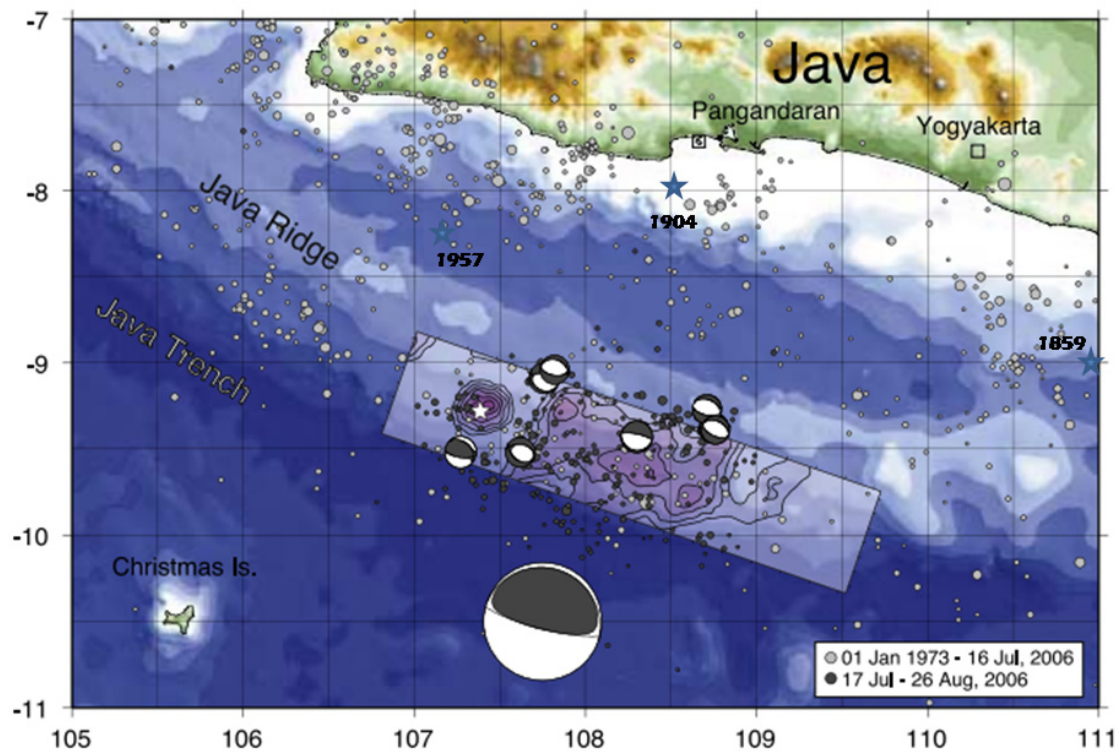 -7
Java
Pangandaran
Yogyakarta
-8
Java Ridge
1904
1957
Java Trench
1859
-9
-10
Christmas Is.
01 Jan 1973 - 16 Jul, 2006
17 Jul - 26 Aug, 2006
-11
105 106 107 108 109 110 111